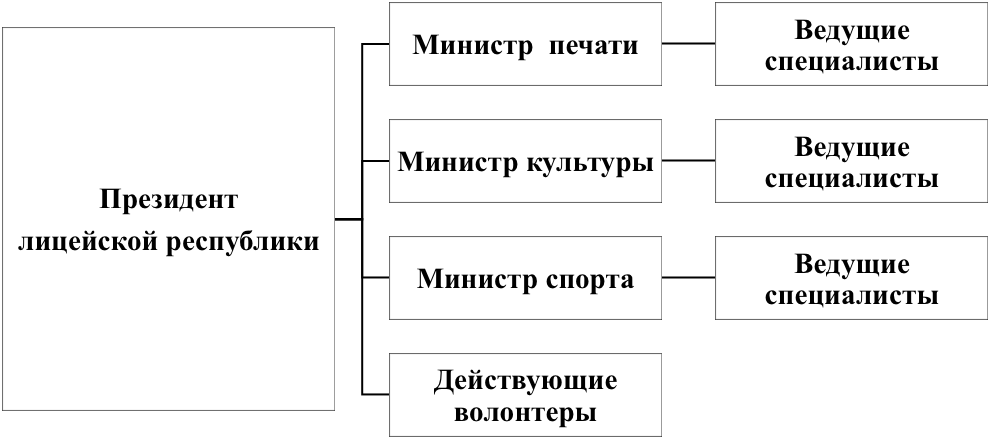 Президент
лицейской республики
Министр  печати
Ведущие
специалисты
Министр культуры
Ведущие
специалисты
Министр спорта
Ведущие
специалисты
Действующие
волонтеры